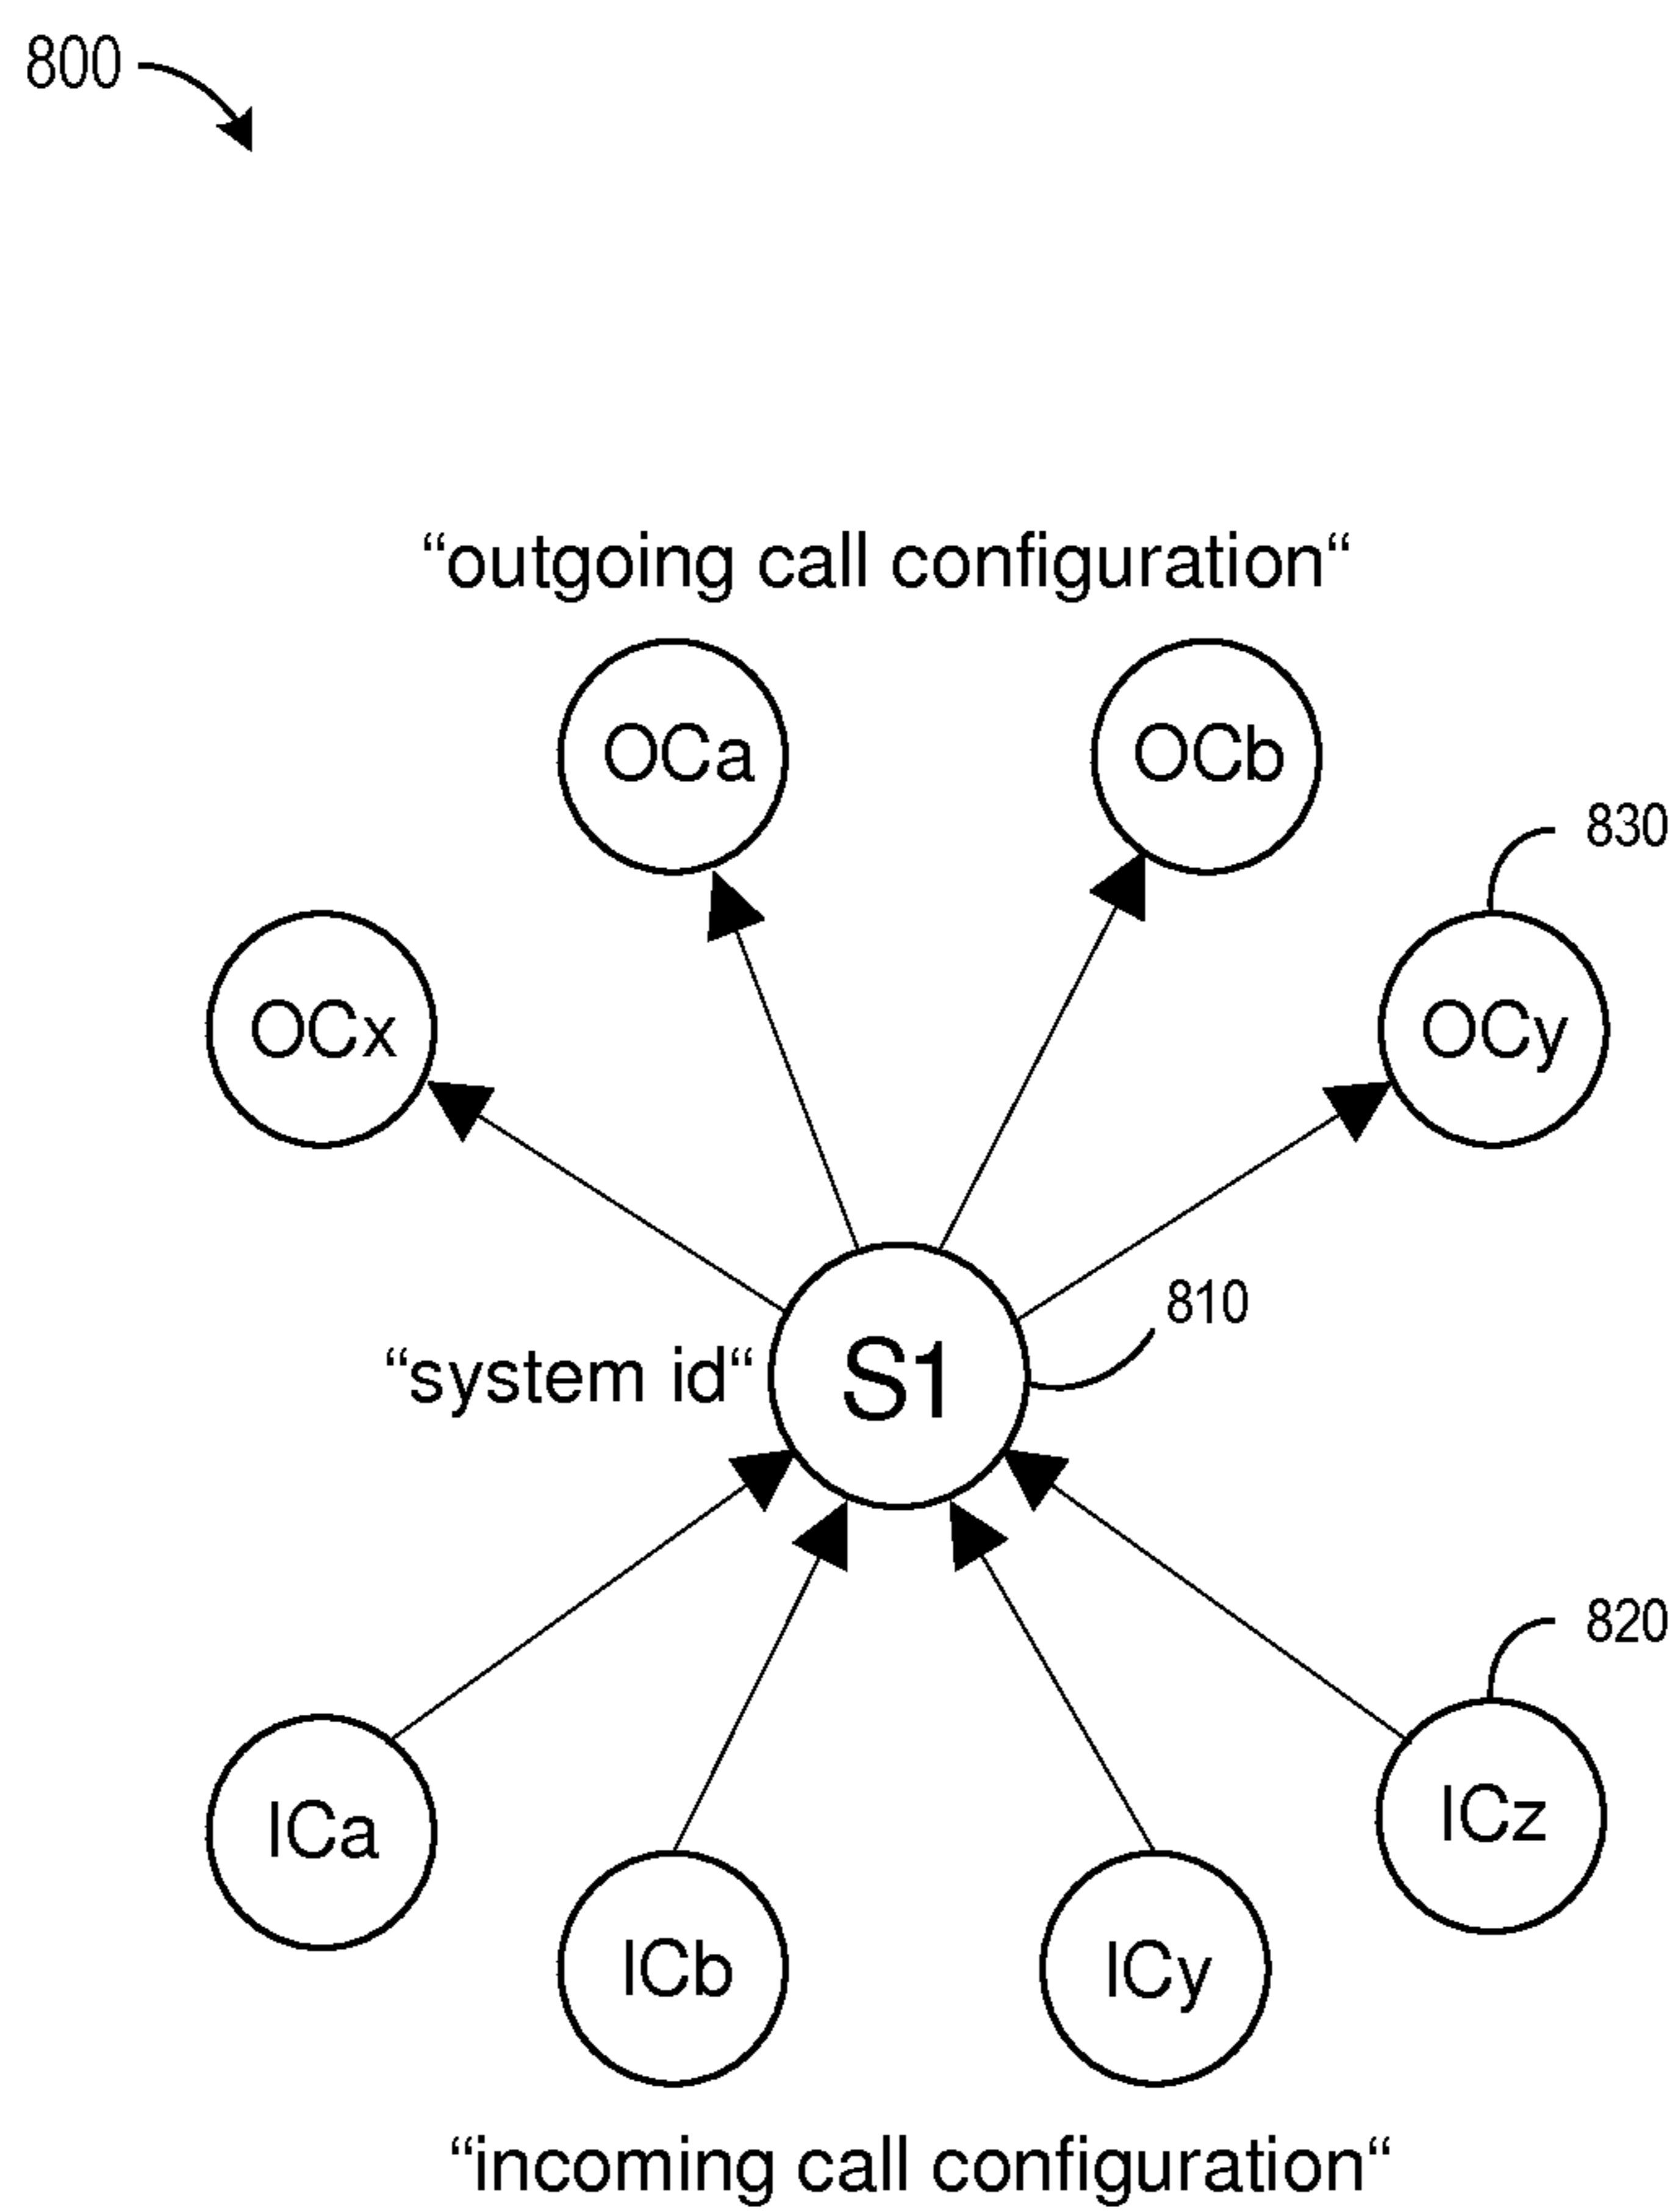 800
“outgoing call configuration“
OCa
OCb
830
OCx
OCy
810
“system id“
S1
820
ICa
ICz
ICb
ICy
“incoming call configuration“